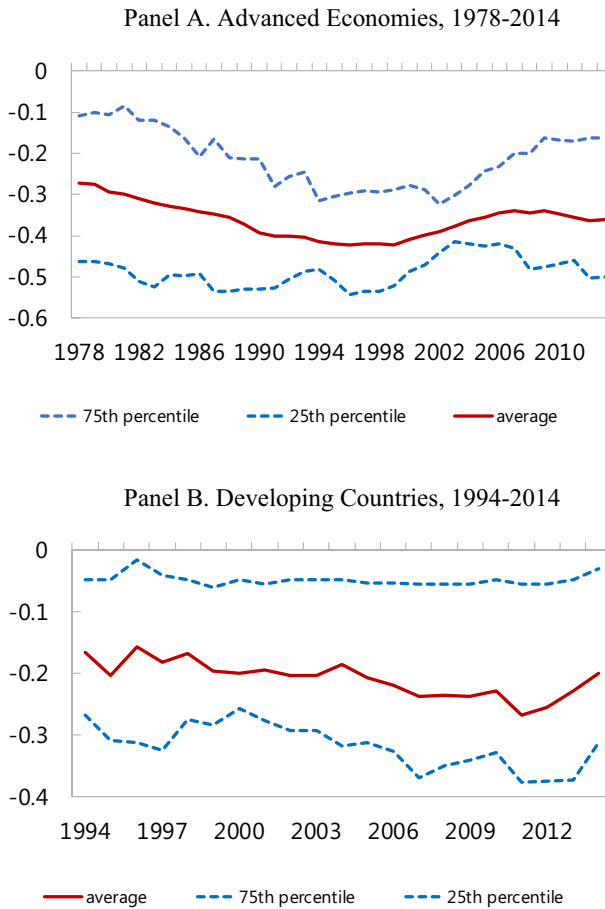 Panel A. Advanced Economies, 1978-2014
0
-0.1
-0.2
-0.3
-0.4
-0.5
-0.6
1978 1982 1986 1990 1994 1998 2002 2006 2010
75th percentile 25th percentile average
Panel B. Developing Countries, 1994-2014
0
-0.1
-0.2
-0.3
-0.4
1994 1997 2000 2003 2006 2009 2012
average 75th percentile 25th percentile